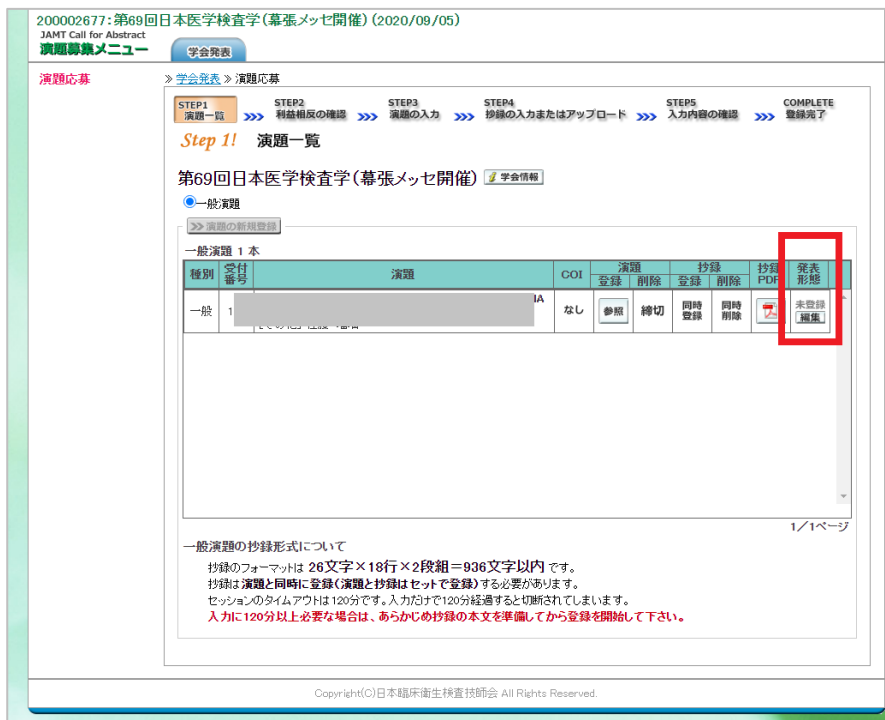 200002677:第69回日本医学検査学(幕張メッセ開催) (2020/09/05)
JAMT Call for Abstract
演題募集メニュー
学会発表
演題応募
» 学会発表 » 演題応募
STEP1 演題一覧 >>> STEP2 利益相反の確認 >>> STEP3 演題の入力 >>> STEP4 抄録の入力またはアップロード >>> STEP5 入力内容の確認 >>> COMPLETE 登録完了
Step 1! 演題一覧
第69回日本医学検査学(幕張メッセ開催) 学会情報
一般演題
>> 演題の新規登録
一般演題 1 本
種別 受付番号 演題 COI 演題 登録 削除 抄録 登録 削除 抄録PDF 発表形態
一般 1 IA なし 参照 締切 同時登録 同時削除 未登録 編集
1/1ページ
一般演題の抄録形式について
抄録のフォーマットは 26文字×18行×2段組=936文字以内 です。
抄録は演題と同時に登録(演題と抄録はセットで登録)する必要があります。
セッションのタイムアウトは120分です。入力だけで120分経過すると切断されてしまいます。
入力に120分以上必要な場合は、あらかじめ抄録の本文を準備してから登録を開始して下さい。
Copyright(C)日本臨床衛生検査技師会 All Rights Reserved.